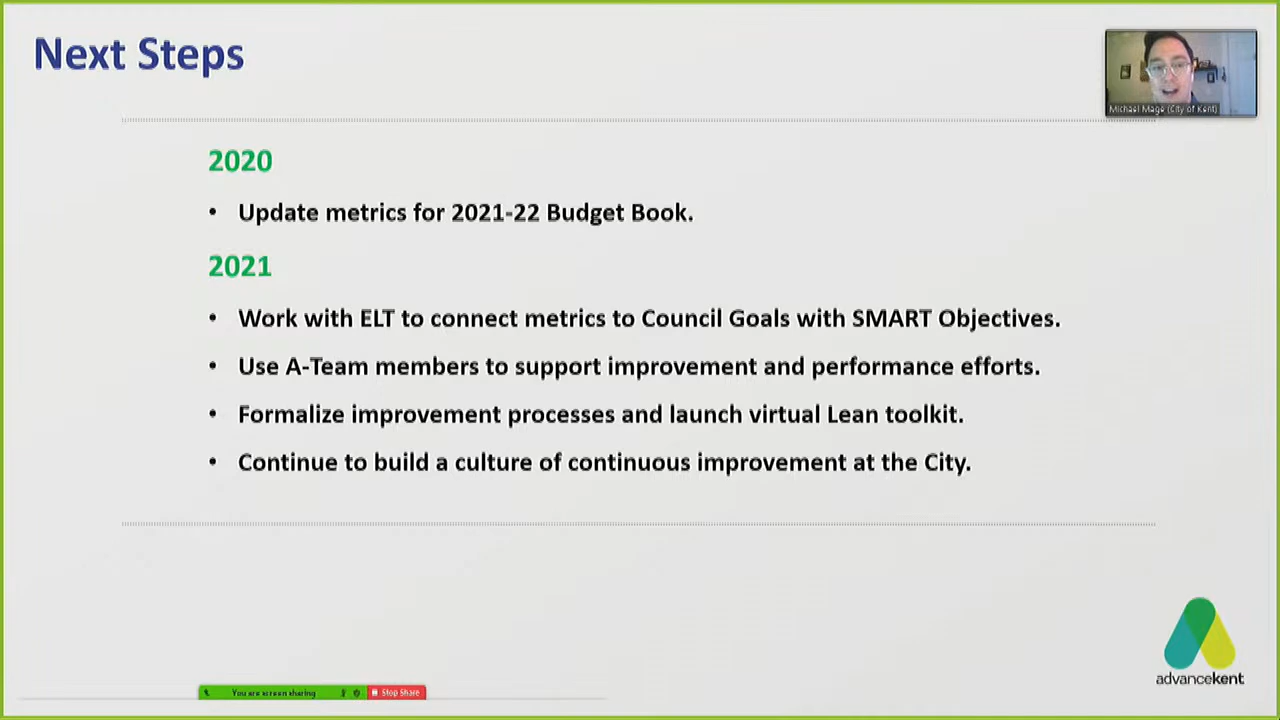 Next Steps
Michael Mage (City of Kent)
2020
• Update metrics for 2021-22 Budget Book.
2021
• Work with ELT to connect metrics to Council Goals with SMART Objectives.
• Use A-Team members to support improvement and performance efforts.
• Formalize improvement processes and launch virtual Lean toolkit.
• Continue to build a culture of continuous improvement at the City.
advancekent
You are screen sharing
Stop Share